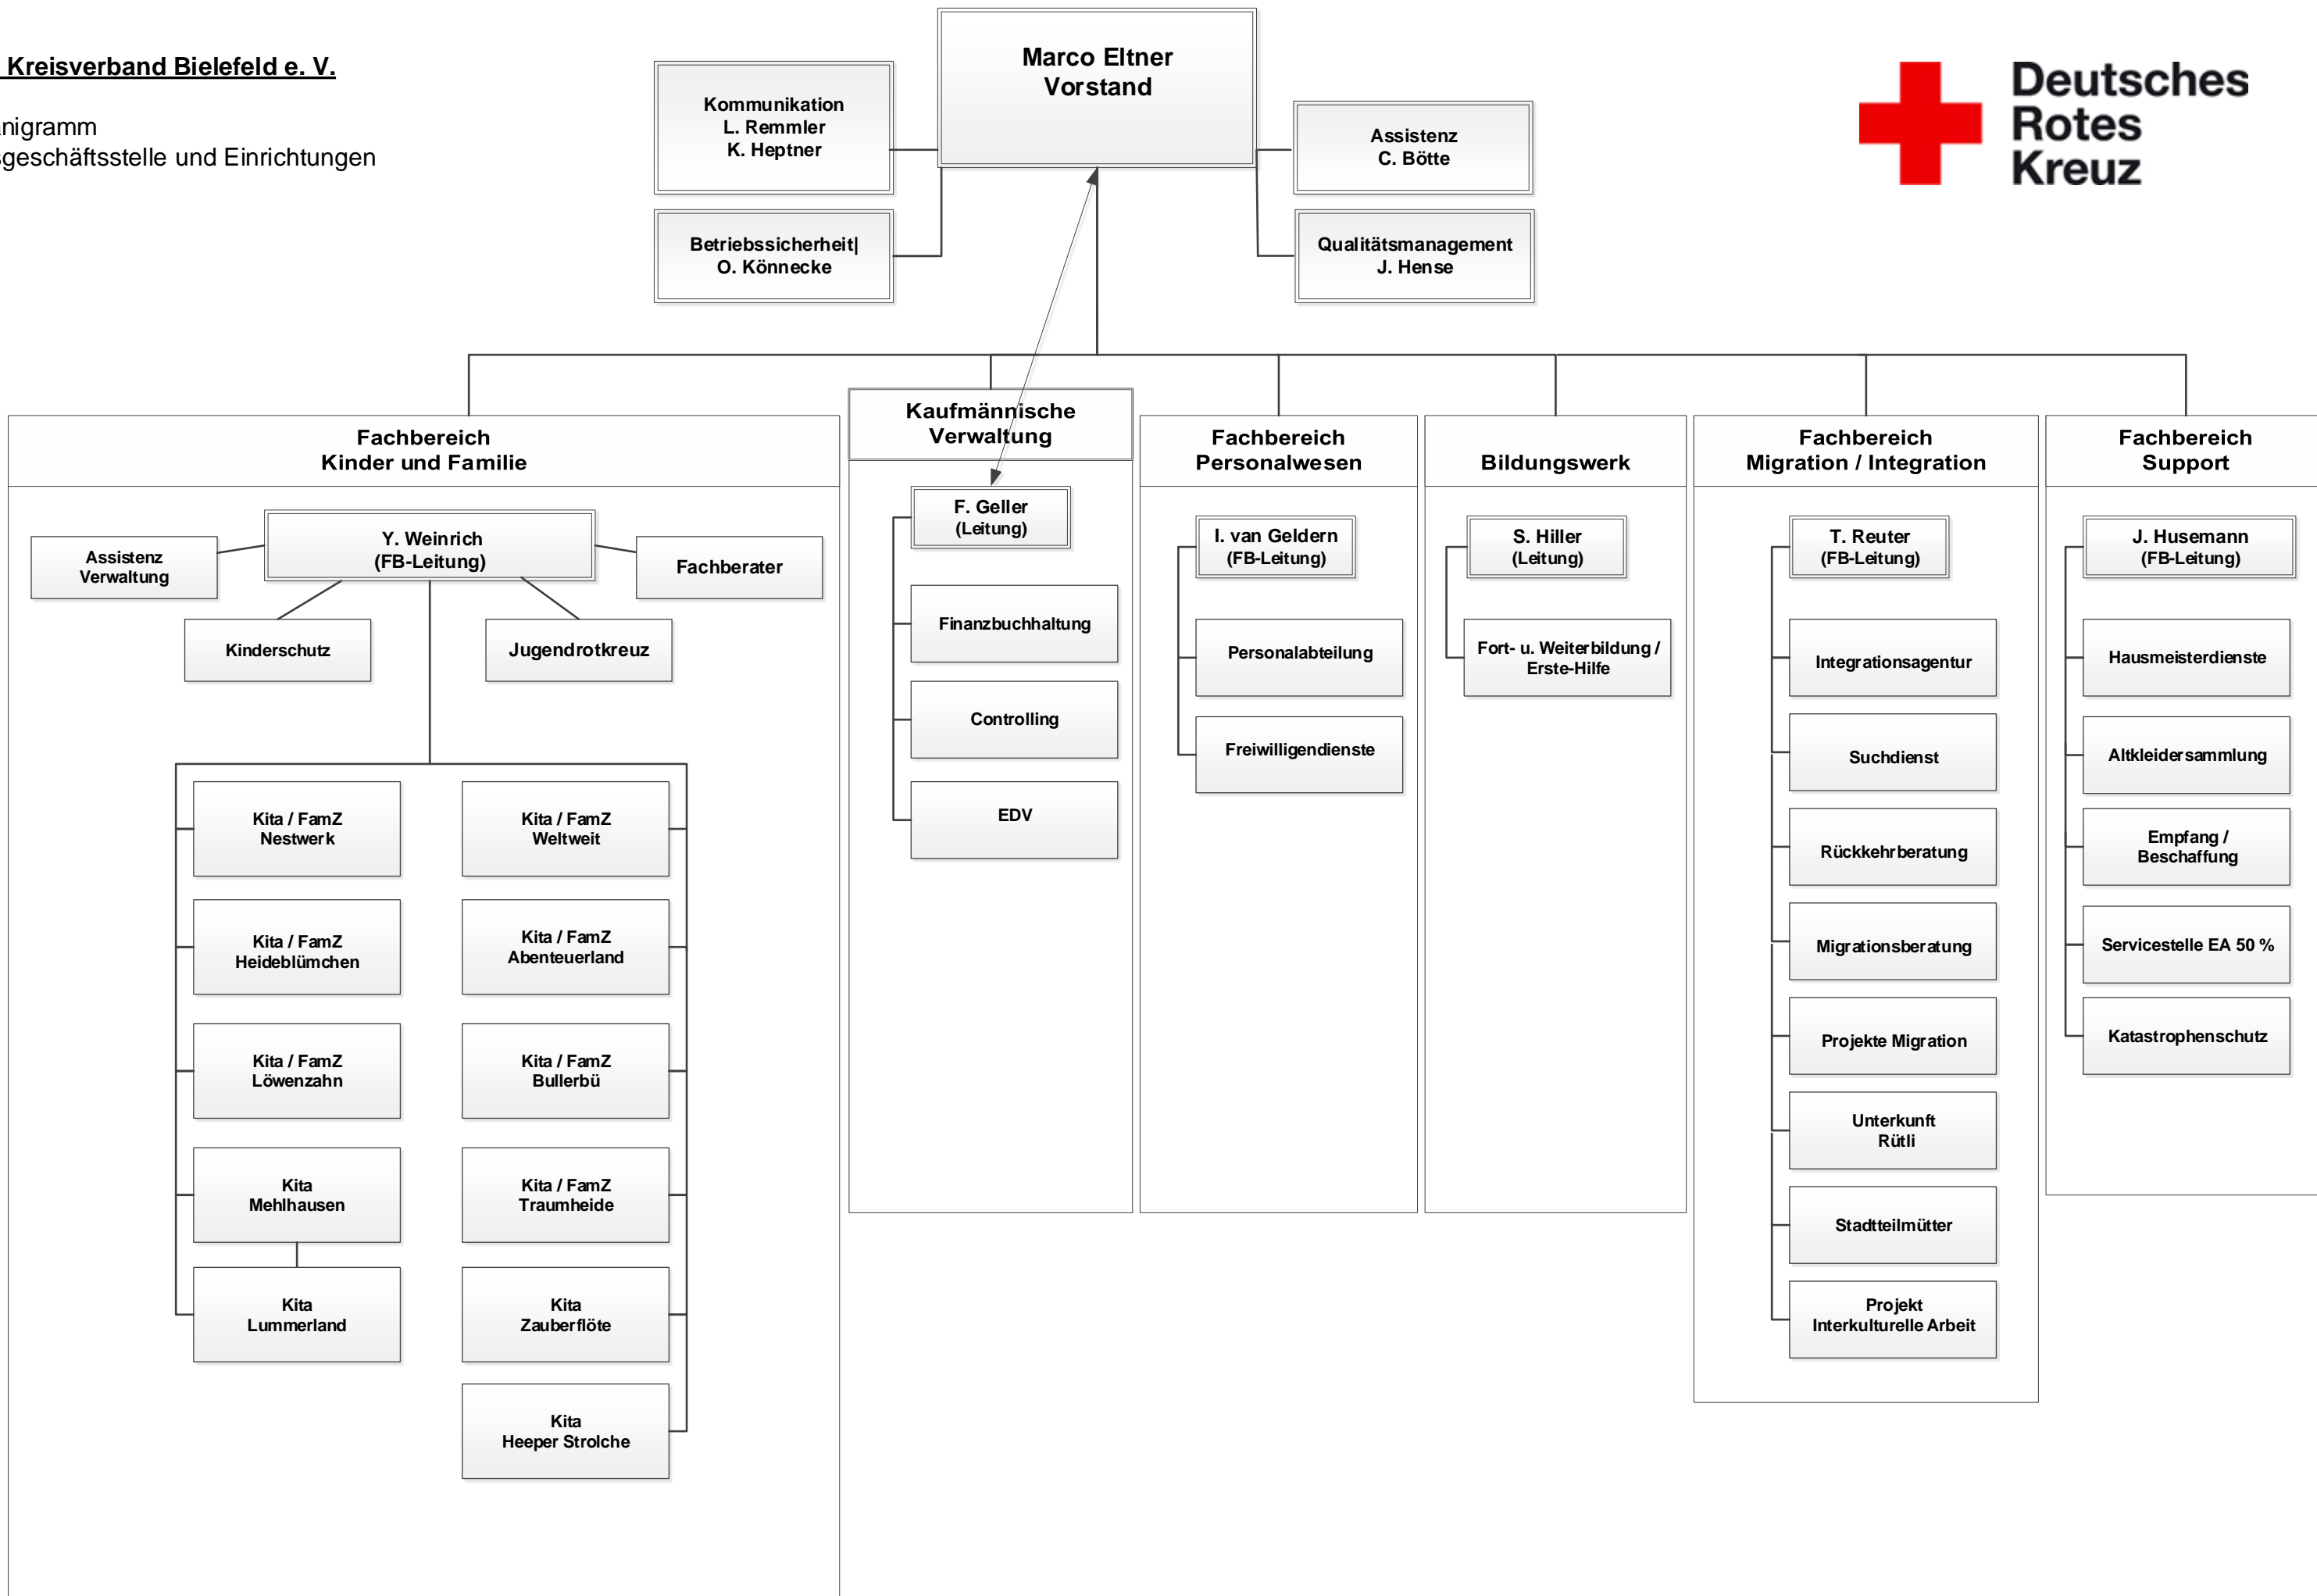 Kreisverband Bielefeld e. V.
nigramm
sgeschäftsstelle und Einrichtungen
Marco Eltner
Vorstand
Kommunikation
L. Remmler
K. Heptner
Assistenz
C. Bötte
Betriebssicherheit|
O. Könnecke
Qualitätsmanagement
J. Hense
Deutsches
Rotes
Kreuz
Fachbereich
Kinder und Familie
Y. Weinrich
(FB-Leitung)
Assistenz
Verwaltung
Fachberater
Kinderschutz
Jugendrotkreuz
Kita / FamZ
Nestwerk
Kita / FamZ
Weltweit
Kita / FamZ
Heideblümchen
Kita / FamZ
Abenteuerland
Kita / FamZ
Löwenzahn
Kita / FamZ
Bullerbü
Kita
Mehlhausen
Kita / FamZ
Traumheide
Kita
Lummerland
Kita
Zauberflöte
Kita
Heeper Strolche
Kaufmännische
Verwaltung
F. Geller
(Leitung)
Finanzbuchhaltung
Controlling
EDV
Fachbereich
Personalwesen
I. van Geldern
(FB-Leitung)
Personalabteilung
Freiwilligendienste
Bildungswerk
S. Hiller
(Leitung)
Fort- u. Weiterbildung /
Erste-Hilfe
Fachbereich
Migration / Integration
T. Reuter
(FB-Leitung)
Integrationsagentur
Suchdienst
Rückkehrberatung
Migrationsberatung
Projekte Migration
Unterkunft
Rütli
Stadtteilmütter
Projekt
Interkulturelle Arbeit
Fachbereich
Support
J. Husemann
(FB-Leitung)
Hausmeisterdienste
Altkleidersammlung
Empfang /
Beschaffung
Servicestelle EA 50 %
Katastrophenschutz